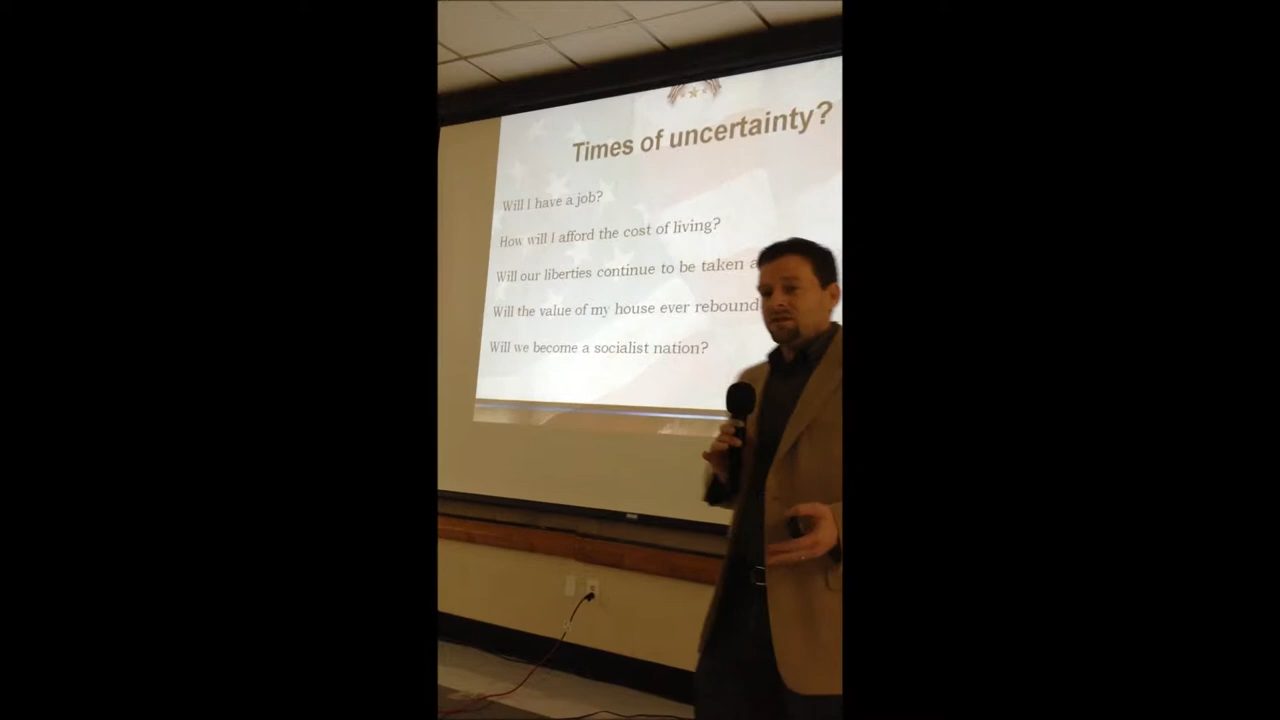 Times of uncertainty?
Will I have a job?
How will I afford the cost of living?
Will our liberties continue to be taken
Will the value of my house ever rebound
Will we become a socialist nation?